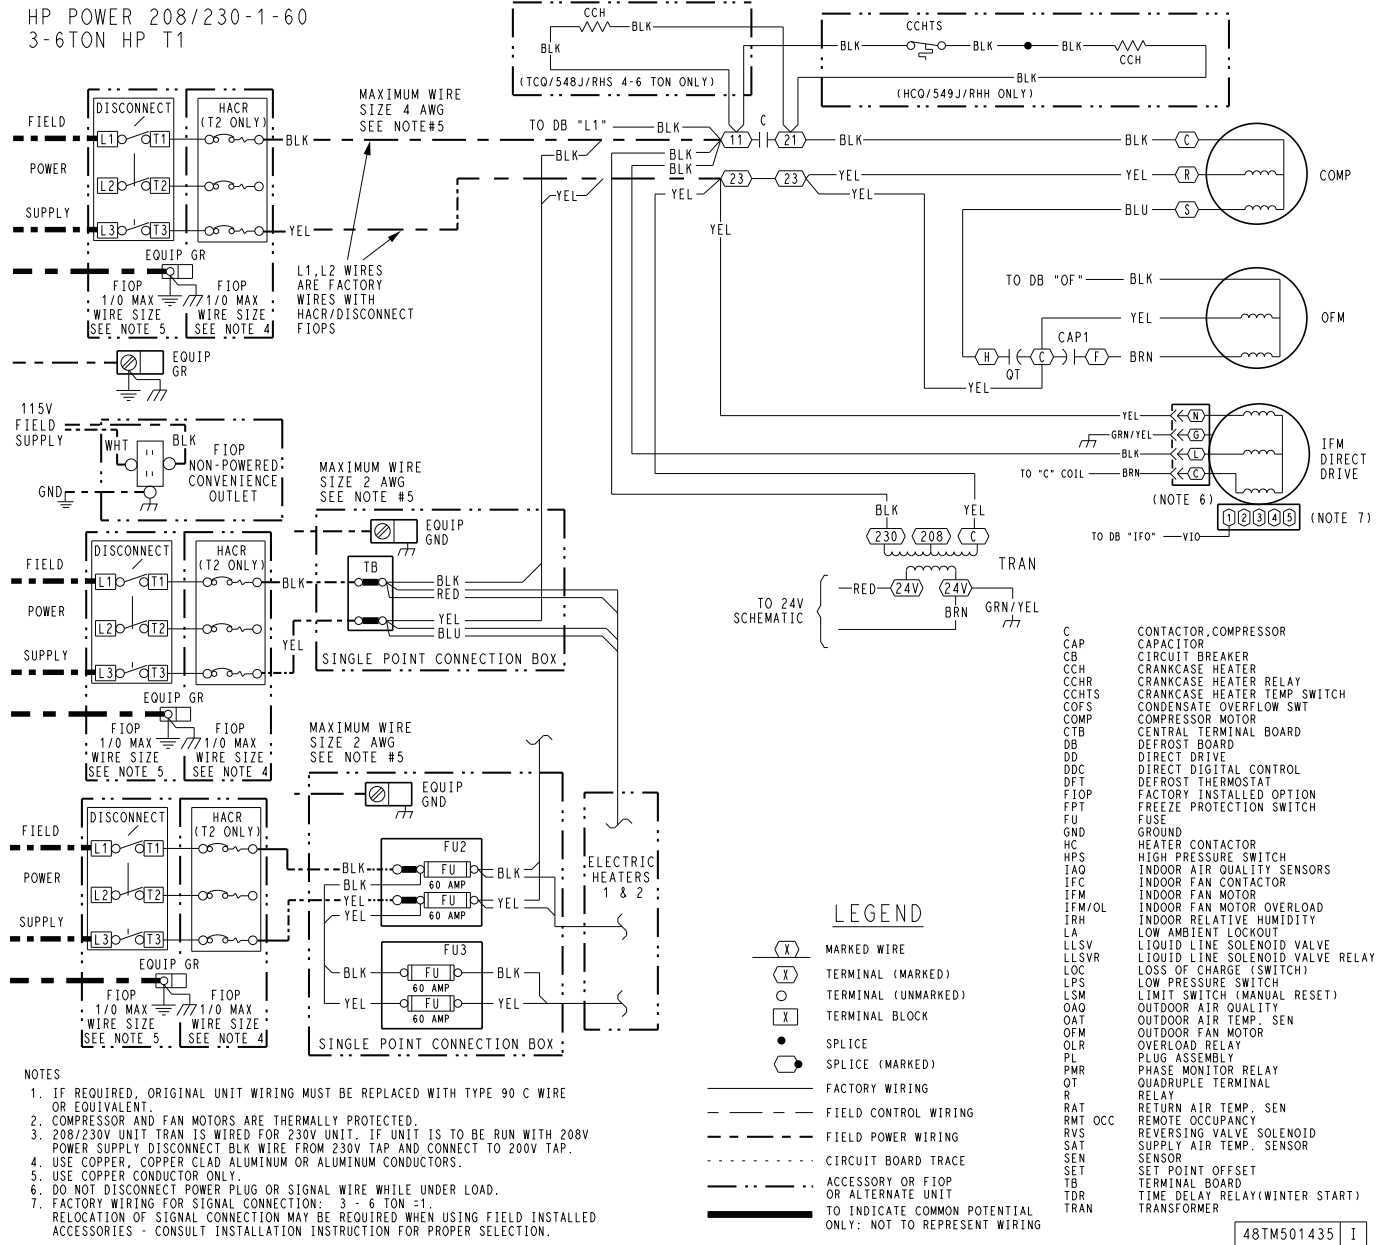 HP POWER 208/230-1-60
3-6TON HP T1
CCH
BLK
BLK
(TCQ/548J/RHS 4-6 TON ONLY)
CCHTS
BLK
BLK
BLK
CCH
BLK
(HCQ/549J/RHH ONLY)
FIELD
POWER
SUPPLY
DISCONNECT
L1 T1
L2 T2
L3 T3
HACR
(T2 ONLY)
BLK
YEL
EQUIP GR
FIOP
1/0 MAX
WIRE SIZE
SEE NOTE 5
FIOP
1/0 MAX
WIRE SIZE
SEE NOTE 4
MAXIMUM WIRE
SIZE 4 AWG
SEE NOTE#5
L1,L2 WIRES
ARE FACTORY
WIRES WITH
HACR/DISCONNECT
FIOPS
TO DB "L1"
BLK
BLK
BLK
BLK
YEL
YEL
YEL
11
C
21
23
23
BLK
BLK
C
YEL
YEL
R
YEL
BLU
S
COMP
TO DB "OF"
BLK
YEL
CAP1
H
C
F
BRN
QT
YEL
OFM
YEL
N
GRN/YEL
G
BLK
L
TO "C" COIL
BRN
C
IFM
DIRECT
DRIVE
(NOTE 6)
1 2 3 4 5
(NOTE 7)
TO DB "IFO"
VIO
BLK
YEL
230
208
C
TRAN
RED
24V
24V
BRN
GRN/YEL
TO 24V
SCHEMATIC
EQUIP
GR
115V
FIELD
SUPPLY
WHT
BLK
GND
FIOP
NON-POWERED
CONVENIENCE
OUTLET
MAXIMUM WIRE
SIZE 2 AWG
SEE NOTE #5
EQUIP
GND
FIELD
POWER
SUPPLY
DISCONNECT
L1 T1
L2 T2
L3 T3
HACR
(T2 ONLY)
BLK
YEL
TB
BLK
RED
YEL
BLU
SINGLE POINT CONNECTION BOX
EQUIP GR
FIOP
1/0 MAX
WIRE SIZE
SEE NOTE 5
FIOP
1/0 MAX
WIRE SIZE
SEE NOTE 4
MAXIMUM WIRE
SIZE 2 AWG
SEE NOTE #5
EQUIP
GND
FIELD
POWER
SUPPLY
DISCONNECT
L1 T1
L2 T2
L3 T3
HACR
(T2 ONLY)
EQUIP GR
FIOP
1/0 MAX
WIRE SIZE
SEE NOTE 5
FIOP
1/0 MAX
WIRE SIZE
SEE NOTE 4
FU2
BLK
FU
BLK
BLK
60 AMP
YEL
FU
YEL
YEL
60 AMP
FU3
BLK
FU
BLK
60 AMP
YEL
FU
YEL
60 AMP
SINGLE POINT CONNECTION BOX
ELECTRIC
HEATERS
1 & 2
LEGEND
X MARKED WIRE
X TERMINAL (MARKED)
TERMINAL (UNMARKED)
X TERMINAL BLOCK
SPLICE
SPLICE (MARKED)
FACTORY WIRING
FIELD CONTROL WIRING
FIELD POWER WIRING
CIRCUIT BOARD TRACE
ACCESSORY OR FIOP
OR ALTERNATE UNIT
TO INDICATE COMMON POTENTIAL
ONLY: NOT TO REPRESENT WIRING
C CONTACTOR,COMPRESSOR
CAP CAPACITOR
CB CIRCUIT BREAKER
CCH CRANKCASE HEATER
CCHR CRANKCASE HEATER RELAY
CCHTS CRANKCASE HEATER TEMP SWITCH
COFS CONDENSATE OVERFLOW SWT
COMP COMPRESSOR MOTOR
CTB CENTRAL TERMINAL BOARD
DB DEFROST BOARD
DD DIRECT DRIVE
DDC DIRECT DIGITAL CONTROL
DFT DEFROST THERMOSTAT
FIOP FACTORY INSTALLED OPTION
FPT FREEZE PROTECTION SWITCH
FU FUSE
GND GROUND
HC HEATER CONTACTOR
HPS HIGH PRESSURE SWITCH
IAQ INDOOR AIR QUALITY SENSORS
IFC INDOOR FAN CONTACTOR
IFM INDOOR FAN MOTOR
IFM/OL INDOOR FAN MOTOR OVERLOAD
IRH INDOOR RELATIVE HUMIDITY
LA LOW AMBIENT LOCKOUT
LLSV LIQUID LINE SOLENOID VALVE
LLSVR LIQUID LINE SOLENOID VALVE RELAY
LOC LOSS OF CHARGE (SWITCH)
LPS LOW PRESSURE SWITCH
LSM LIMIT SWITCH (MANUAL RESET)
OAQ OUTDOOR AIR QUALITY
OAT OUTDOOR AIR TEMP. SEN
OFM OUTDOOR FAN MOTOR
OLR OVERLOAD RELAY
PL PLUG ASSEMBLY
PMR PHASE MONITOR RELAY
QT QUADRUPLE TERMINAL
R RELAY
RAT RETURN AIR TEMP. SEN
RMT OCC REMOTE OCCUPANCY
RVS REVERSING VALVE SOLENOID
SAT SUPPLY AIR TEMP. SENSOR
SEN SENSOR
SET SET POINT OFFSET
TB TERMINAL BOARD
TDR TIME DELAY RELAY(WINTER START)
TRAN TRANSFORMER
NOTES
1. IF REQUIRED, ORIGINAL UNIT WIRING MUST BE REPLACED WITH TYPE 90 C WIRE
OR EQUIVALENT.
2. COMPRESSOR AND FAN MOTORS ARE THERMALLY PROTECTED.
3. 208/230V UNIT TRAN IS WIRED FOR 230V UNIT. IF UNIT IS TO BE RUN WITH 208V
POWER SUPPLY DISCONNECT BLK WIRE FROM 230V TAP AND CONNECT TO 200V TAP.
4. USE COPPER, COPPER CLAD ALUMINUM OR ALUMINUM CONDUCTORS.
5. USE COPPER CONDUCTOR ONLY.
6. DO NOT DISCONNECT POWER PLUG OR SIGNAL WIRE WHILE UNDER LOAD.
7. FACTORY WIRING FOR SIGNAL CONNECTION: 3 - 6 TON =1.
RELOCATION OF SIGNAL CONNECTION MAY BE REQUIRED WHEN USING FIELD INSTALLED
ACCESSORIES - CONSULT INSTALLATION INSTRUCTION FOR PROPER SELECTION.
48TM501435 I